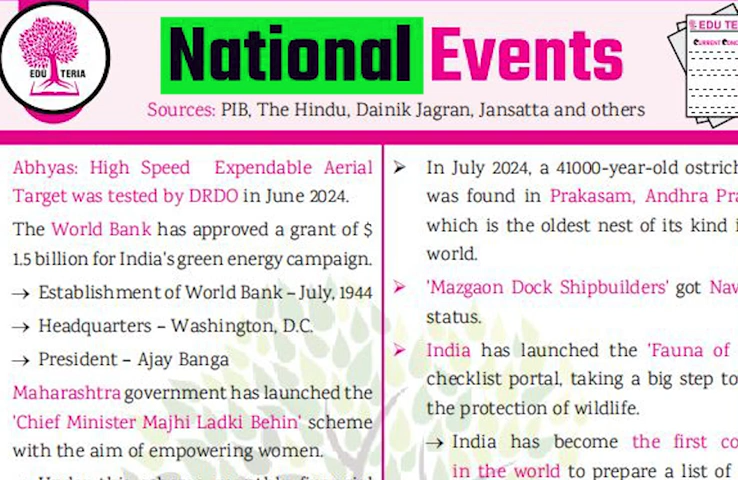 EDU TERIA
National Events
Sources: PIB, The Hindu, Dainik Jagran, Jansatta and others
EDU TE
CURRENT
Abhyas: High Speed Expendable Aerial
Target was tested by DRDO in June 2024.
The World Bank has approved a grant of $
1.5 billion for India's green energy campaign.
→ Establishment of World Bank – July, 1944
→ Headquarters – Washington, D.C.
→ President – Ajay Banga
Maharashtra government has launched the
'Chief Minister Majhi Ladki Behin' scheme
with the aim of empowering women.
➢ In July 2024, a 41000-year-old ostrich
was found in Prakasam, Andhra Pra
which is the oldest nest of its kind i
world.
➢ 'Mazgaon Dock Shipbuilders' got Nav
status.
➢ India has launched the 'Fauna of
checklist portal, taking a big step to
the protection of wildlife.
→ India has become the first co
in the world to prepare a list of